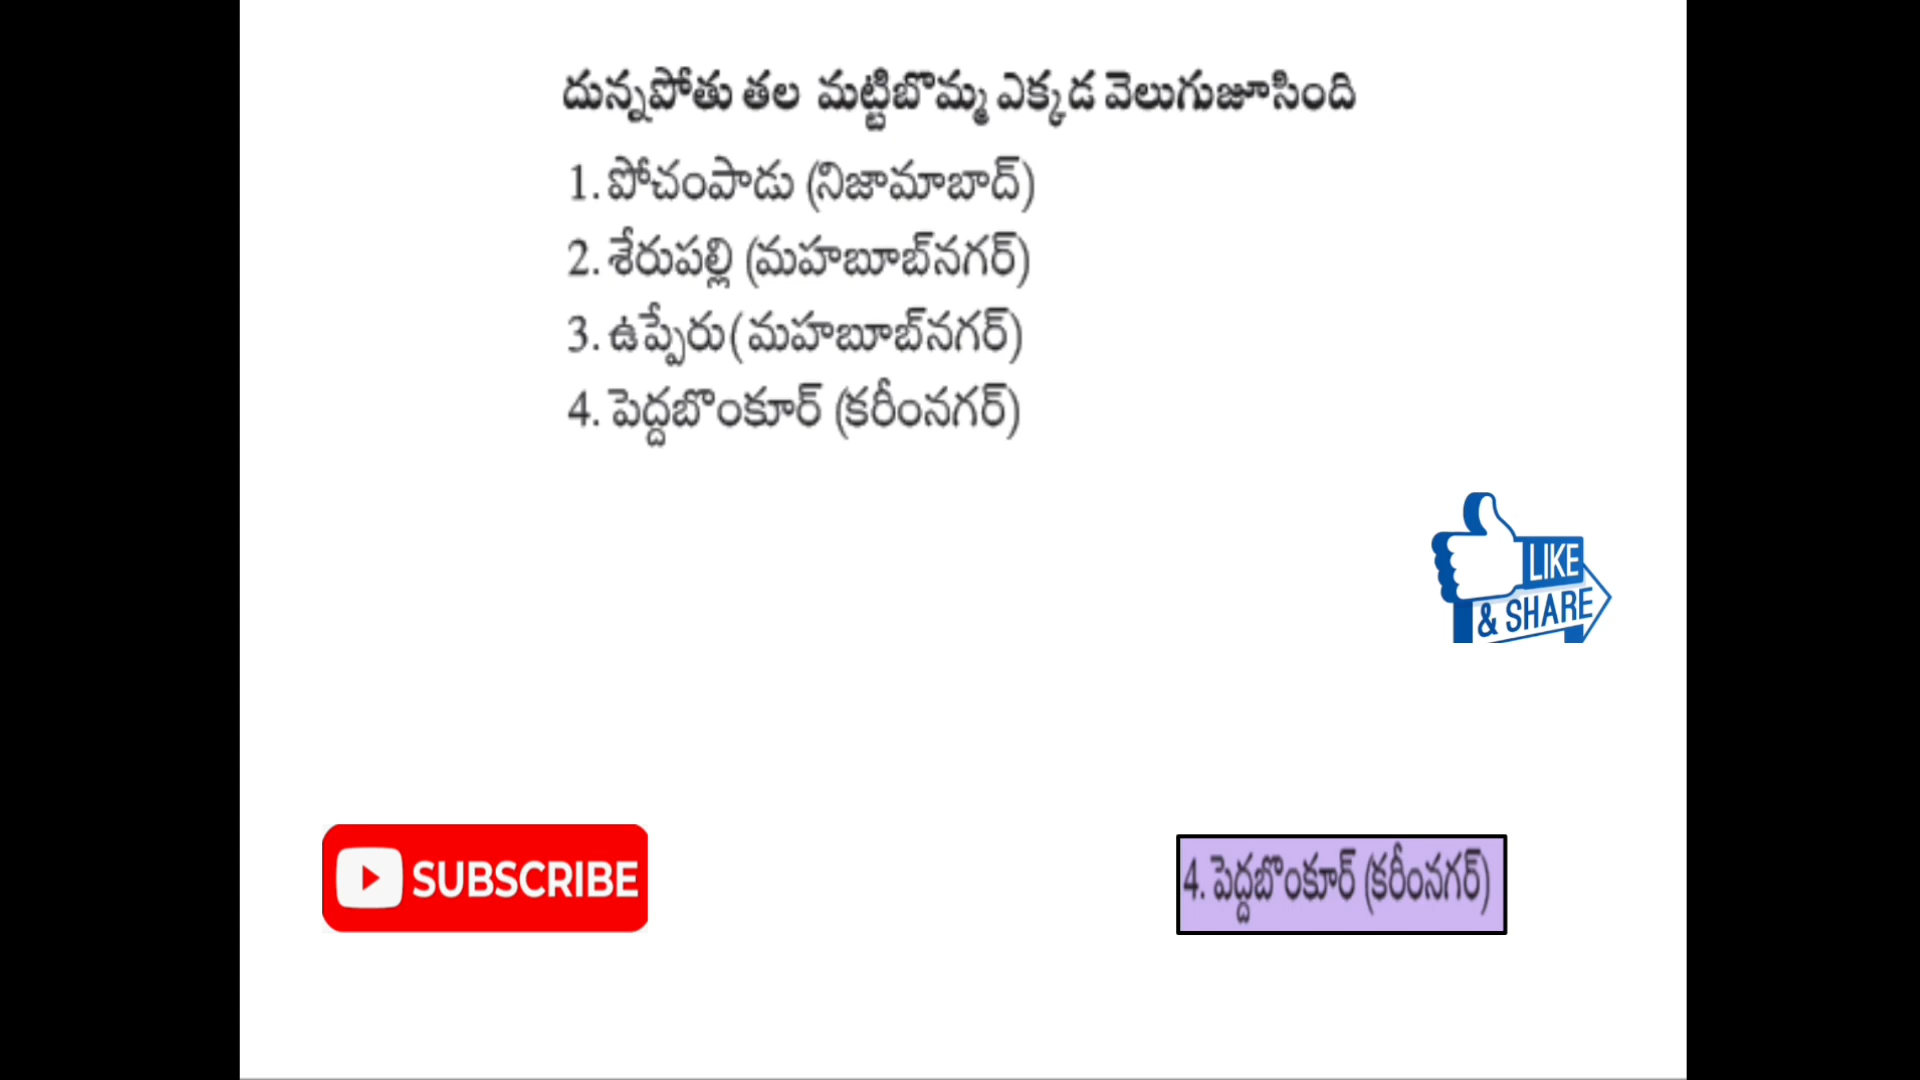 దున్నపోతు తల మట్టిబొమ్మ ఎక్కడ వెలుగుజూసింది
1. పోచంపాడు (నిజామాబాద్)
2. శేరుపల్లి (మహబూబ్‌నగర్)
3. ఉప్పేరు( మహబూబ్‌నగర్)
4. పెద్దబొంకూర్ (కరీంనగర్)
LIKE
& SHARE
SUBSCRIBE
4. పెద్దబొంకూర్ (కరీంనగర్)